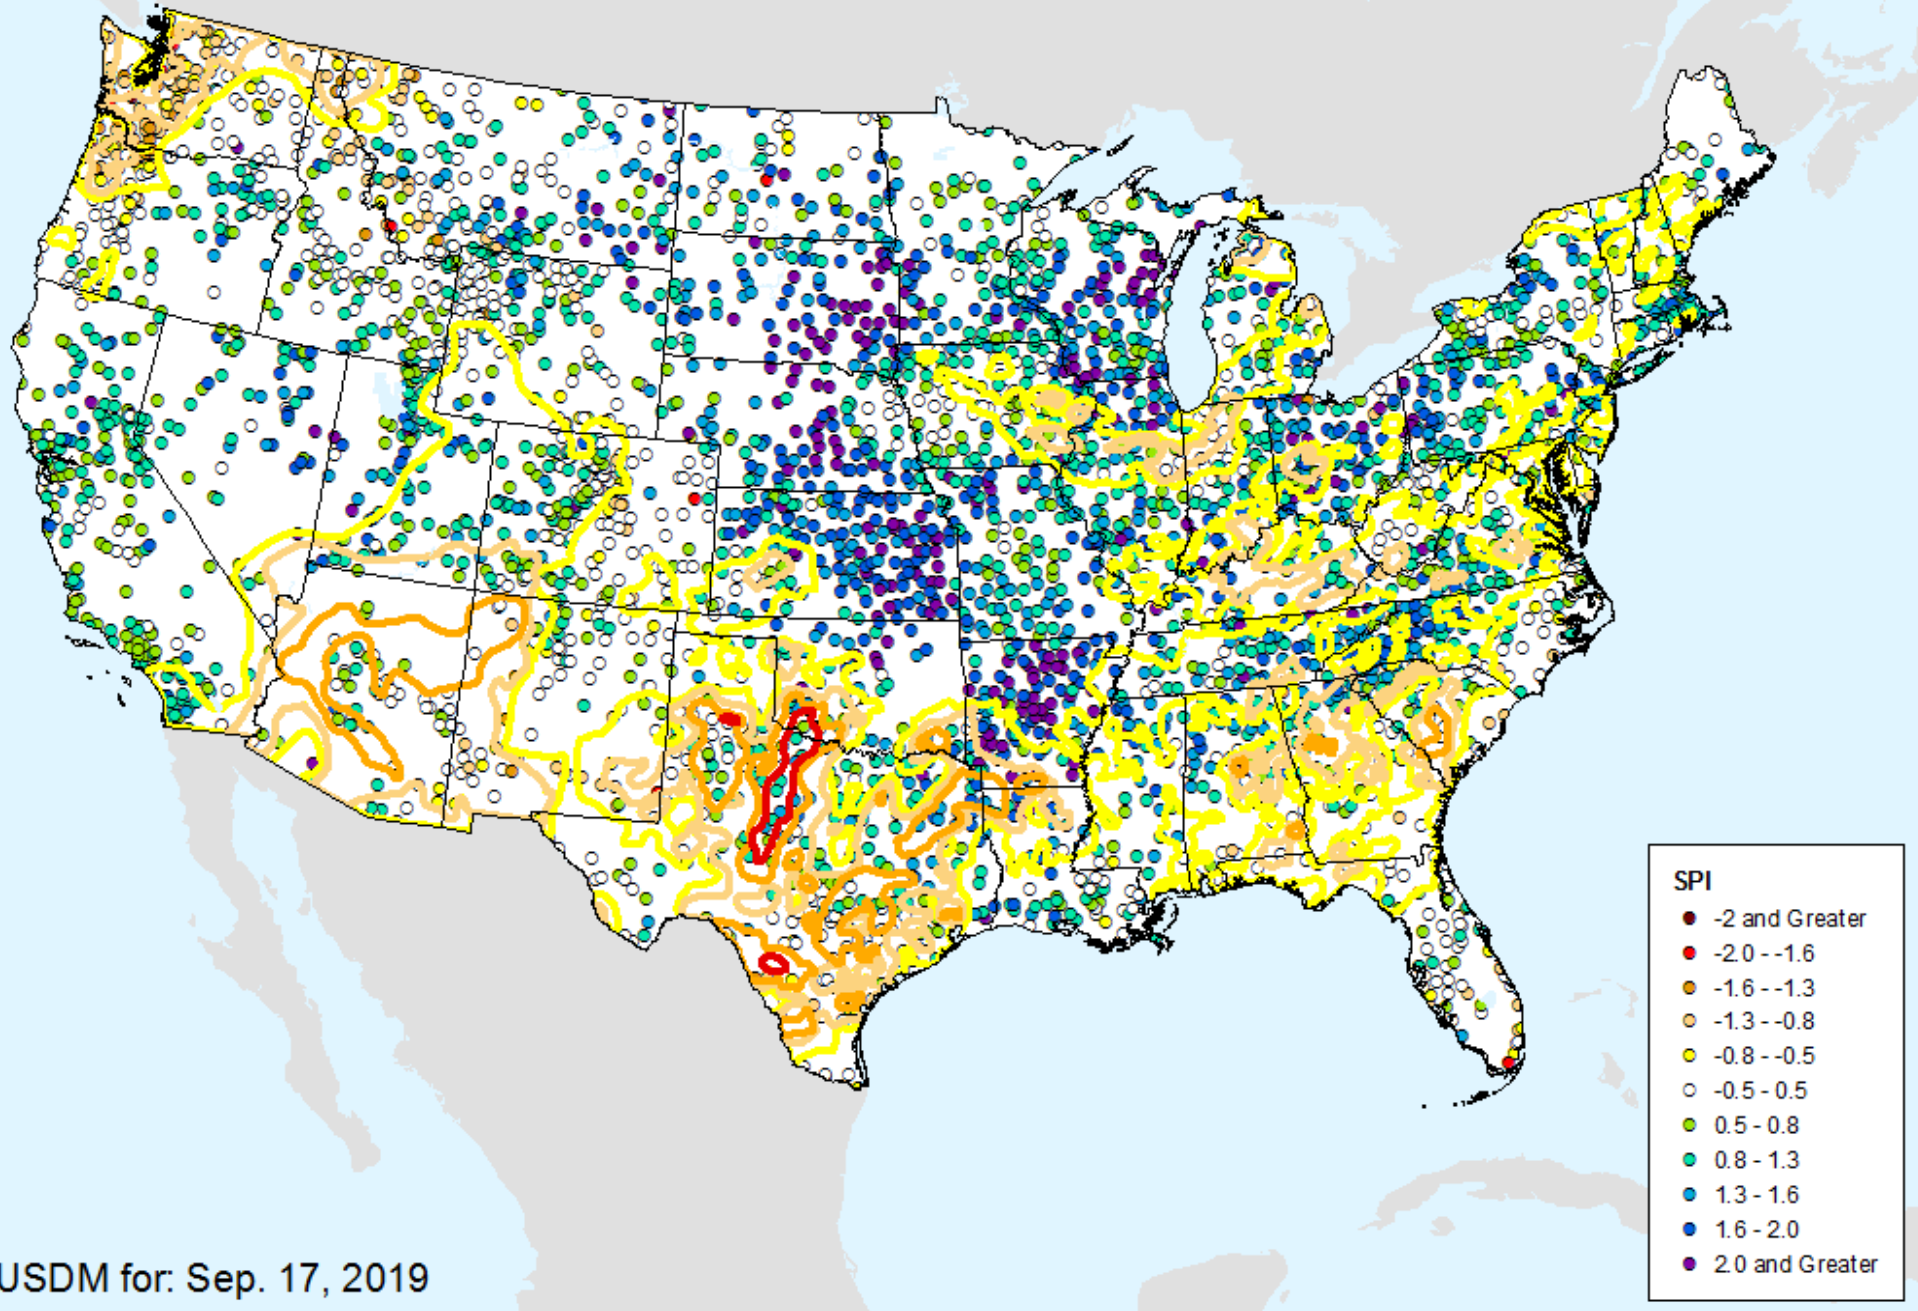 SPI
-2 and Greater
-2.0 - -1.6
-1.6 - -1.3
-1.3 - -0.8
-0.8 - -0.5
-0.5 - 0.5
0.5 - 0.8
0.8 - 1.3
1.3 - 1.6
1.6 - 2.0
2.0 and Greater
USDM for: Sep. 17, 2019